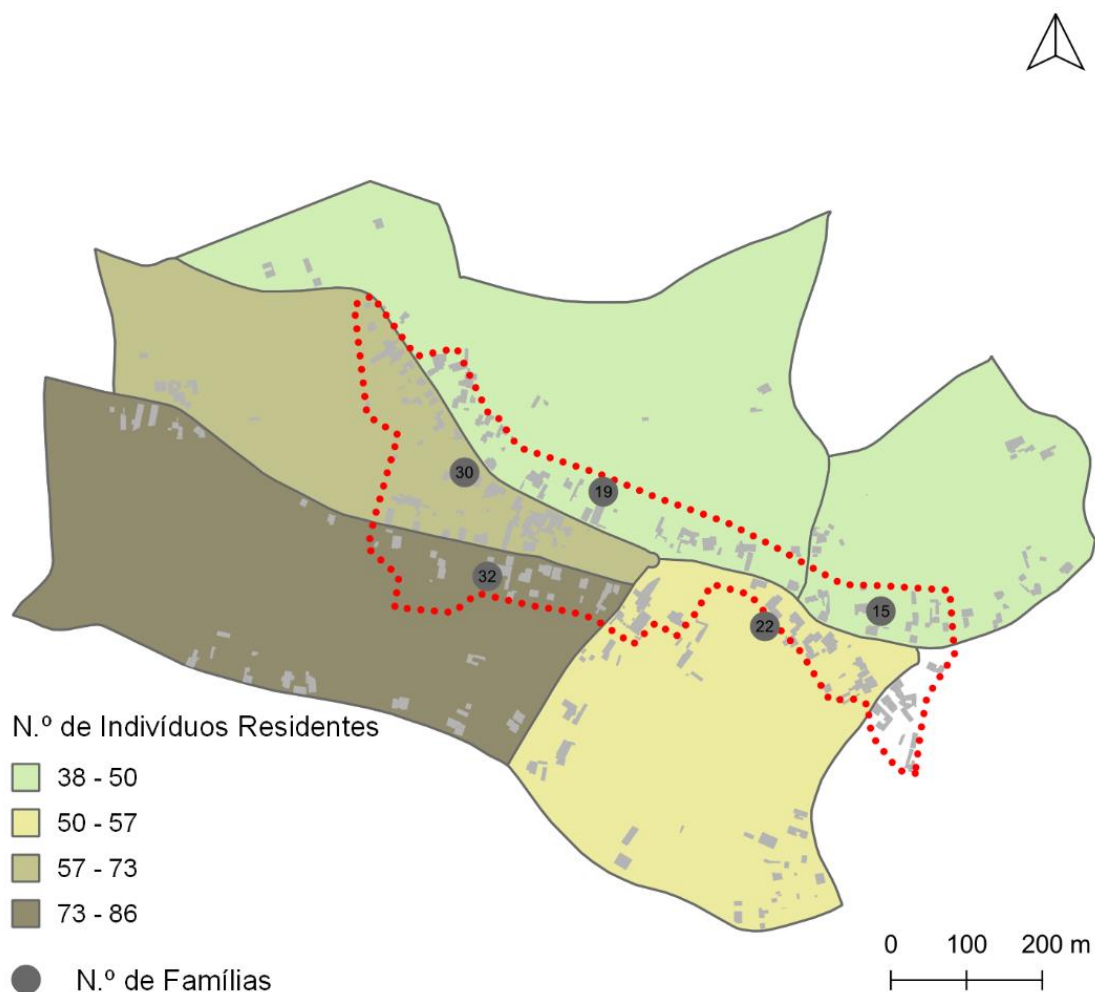 30
19
32
22
15
N.º de Indivíduos Residentes
38 - 50
50 - 57
57 - 73
73 - 86
N.º de Famílias
0 100 200 m